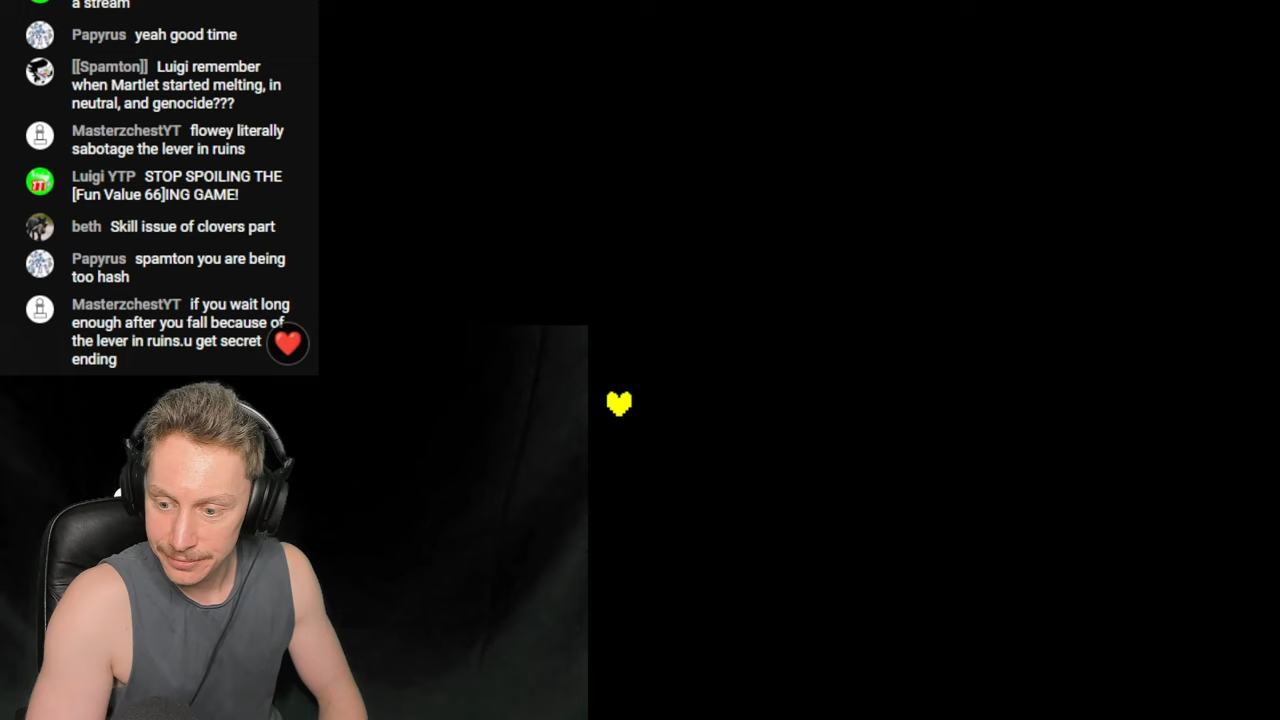 a stream
Papyrus yeah good time
[[Spamton]] Luigi remember
when Martlet started melting, in
neutral, and genocide???
MasterzchestYT flowey literally
sabotage the lever in ruins
Luigi YTP STOP SPOILING THE
[Fun Value 66]ING GAME!
beth Skill issue of clovers part
Papyrus spamton you are being
too hash
MasterzchestYT if you wait long
enough after you fall because of
the lever in ruins.u get secret
ending